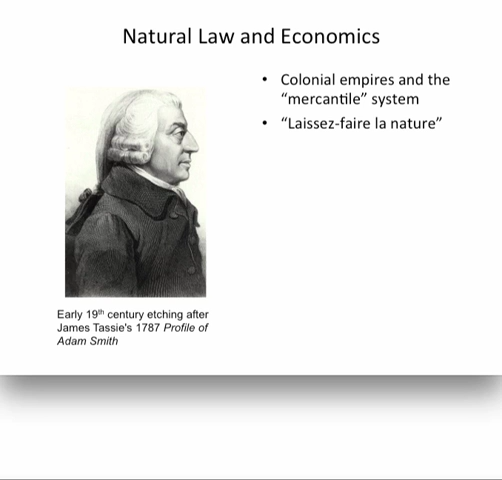 Natural Law and Economics
• Colonial empires and the
“mercantile” system
• “Laissez-faire la nature”
Early 19th century etching after
James Tassie's 1787 Profile of
Adam Smith